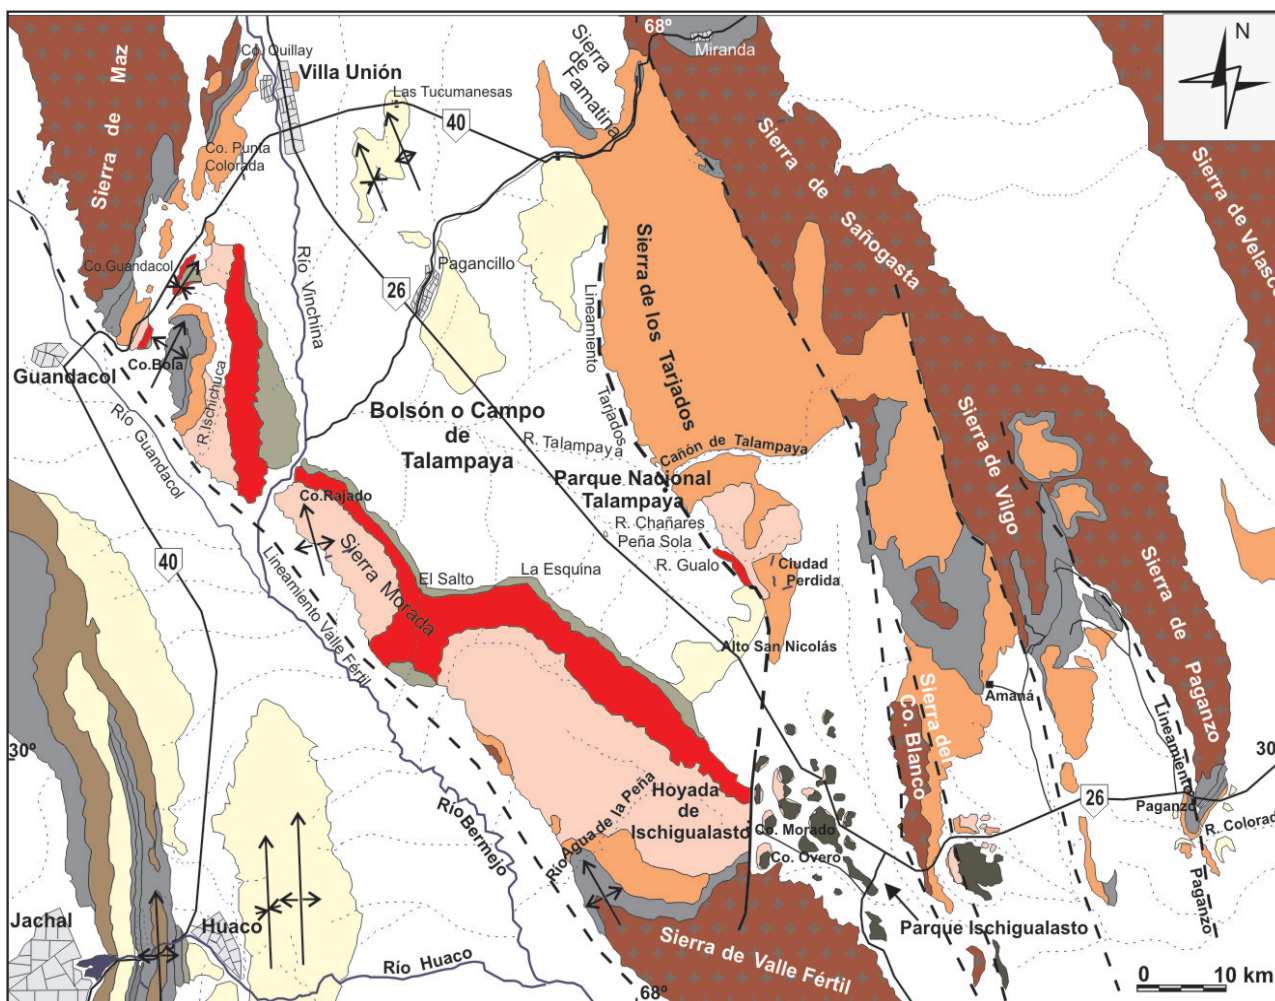 68º
N
Miranda
Sierra de Maz
Co. Quillay
Villa Unión
Sierra
de
Famatina
Las Tucumanesas
40
Co. Punta
Colorada
Sierra de Sañogasta
Sierra de Velasco
Co.Guandacol
Río Vinchina
Pagancillo
26
Lineamiento Tarjados
Sierra de los Tarjados
Guandacol
Co.Bola
R. Ischichuca
Río Guandacol
Bolsón o Campo
de
Talampaya
R. Talampaya
Cañón de Talampaya
Parque Nacional
Talampaya
Sierra de Vilgo
Co.Rajado
R. Chañares
Peña Sola
R. Gualo
Ciudad
Perdida
40
Sierra Morada
El Salto
La Esquina
Lineamiento Valle Fértil
Sierra de Paganzo
Alto San Nicolás
Amaná
Sierra del
Co. Blanco
Lineamiento
Paganzo
30º
30
Hoyada
de
Ischigualasto
Río Agua de la Peña
Río Bermejo
26
Paganzo
R. Colorad
Co. Morado
Co. Overo
Jachal
Huaco
Parque Ischigualasto
Sierra de Valle Fértil
Río Huaco
68º
0 10 km